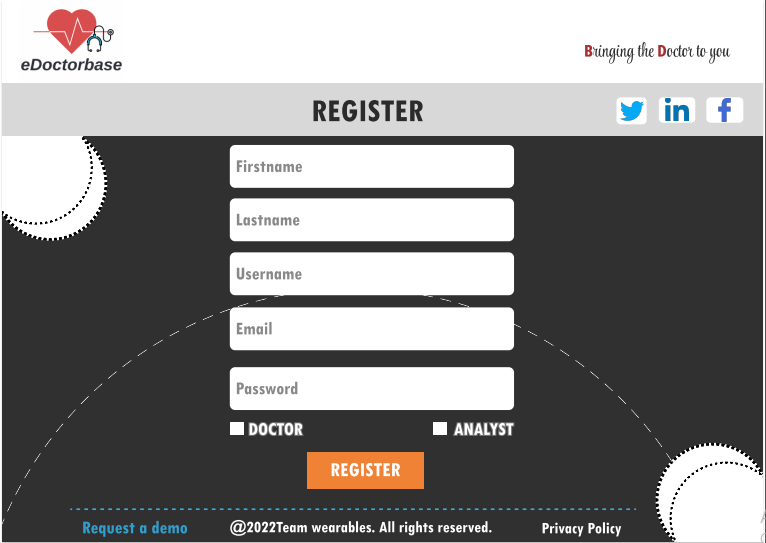 eDoctorbase
Bringing the Doctor to you
REGISTER
in
f
Firstname
Lastname
Username
Email
Password
DOCTOR
ANALYST
REGISTER
Request a demo
@2022Team wearables. All rights reserved.
Privacy Policy